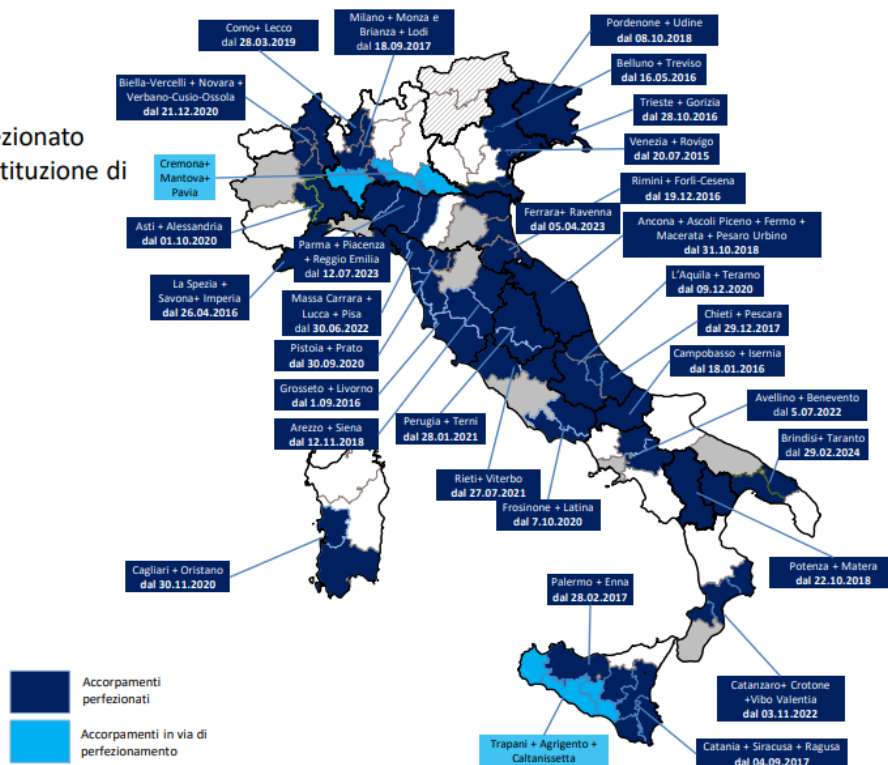 Como+ Lecco
dal 28.03.2019
Milano + Monza e
Brianza + Lodi
dal 18.09.2017
Pordenone + Udine
dal 08.10.2018
Belluno + Treviso
dal 16.05.2016
Biella-Vercelli + Novara +
Verbano-Cusio-Ossola
dal 21.12.2020
Trieste + Gorizia
dal 28.10.2016
ezionato
stituzione di
Venezia + Rovigo
dal 20.07.2015
Cremona+
Mantova+
Pavia
Rimini + Forlì-Cesena
dal 19.12.2016
Ferrara+ Ravenna
dal 05.04.2023
Ancona + Ascoli Piceno + Fermo +
Macerata + Pesaro Urbino
dal 31.10.2018
Asti + Alessandria
dal 01.10.2020
Parma + Piacenza
+ Reggio Emilia
dal 12.07.2023
La Spezia +
Savona+ Imperia
dal 26.04.2016
L'Aquila + Teramo
dal 09.12.2020
Massa Carrara +
Lucca + Pisa
dal 30.06.2022
Chieti + Pescara
dal 29.12.2017
Pistoia + Prato
dal 30.09.2020
Campobasso + Isernia
dal 18.01.2016
Grosseto + Livorno
dal 1.09.2016
Avellino + Benevento
dal 5.07.2022
Arezzo + Siena
dal 12.11.2018
Perugia + Terni
dal 28.01.2021
Brindisi+ Taranto
dal 29.02.2024
Rieti+ Viterbo
dal 27.07.2021
Frosinone + Latina
dal 7.10.2020
Cagliari + Oristano
dal 30.11.2020
Potenza + Matera
dal 22.10.2018
Palermo + Enna
dal 28.02.2017
Catanzaro+ Crotone
+Vibo Valentia
dal 03.11.2022
Accorpamenti
perfezionati
Accorpamenti in via di
perfezionamento
Trapani + Agrigento +
Caltanissetta
Catania + Siracusa + Ragusa
dal 04.09.2017